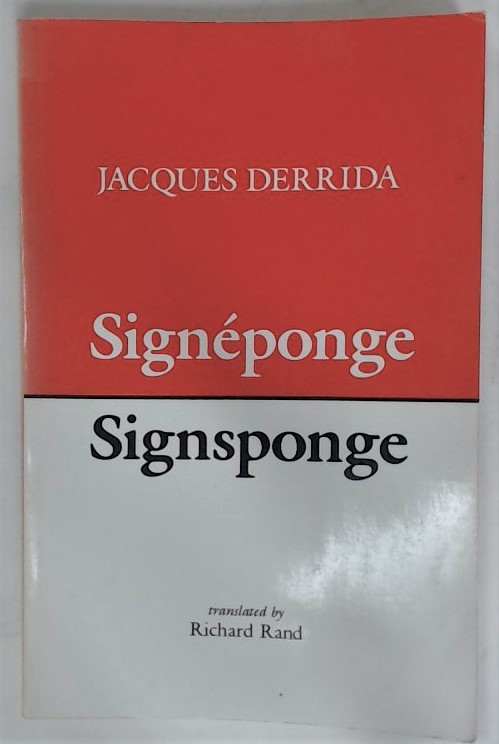 JACQUES DERRIDA
Signéponge
Signsponge
translated by
Richard Rand